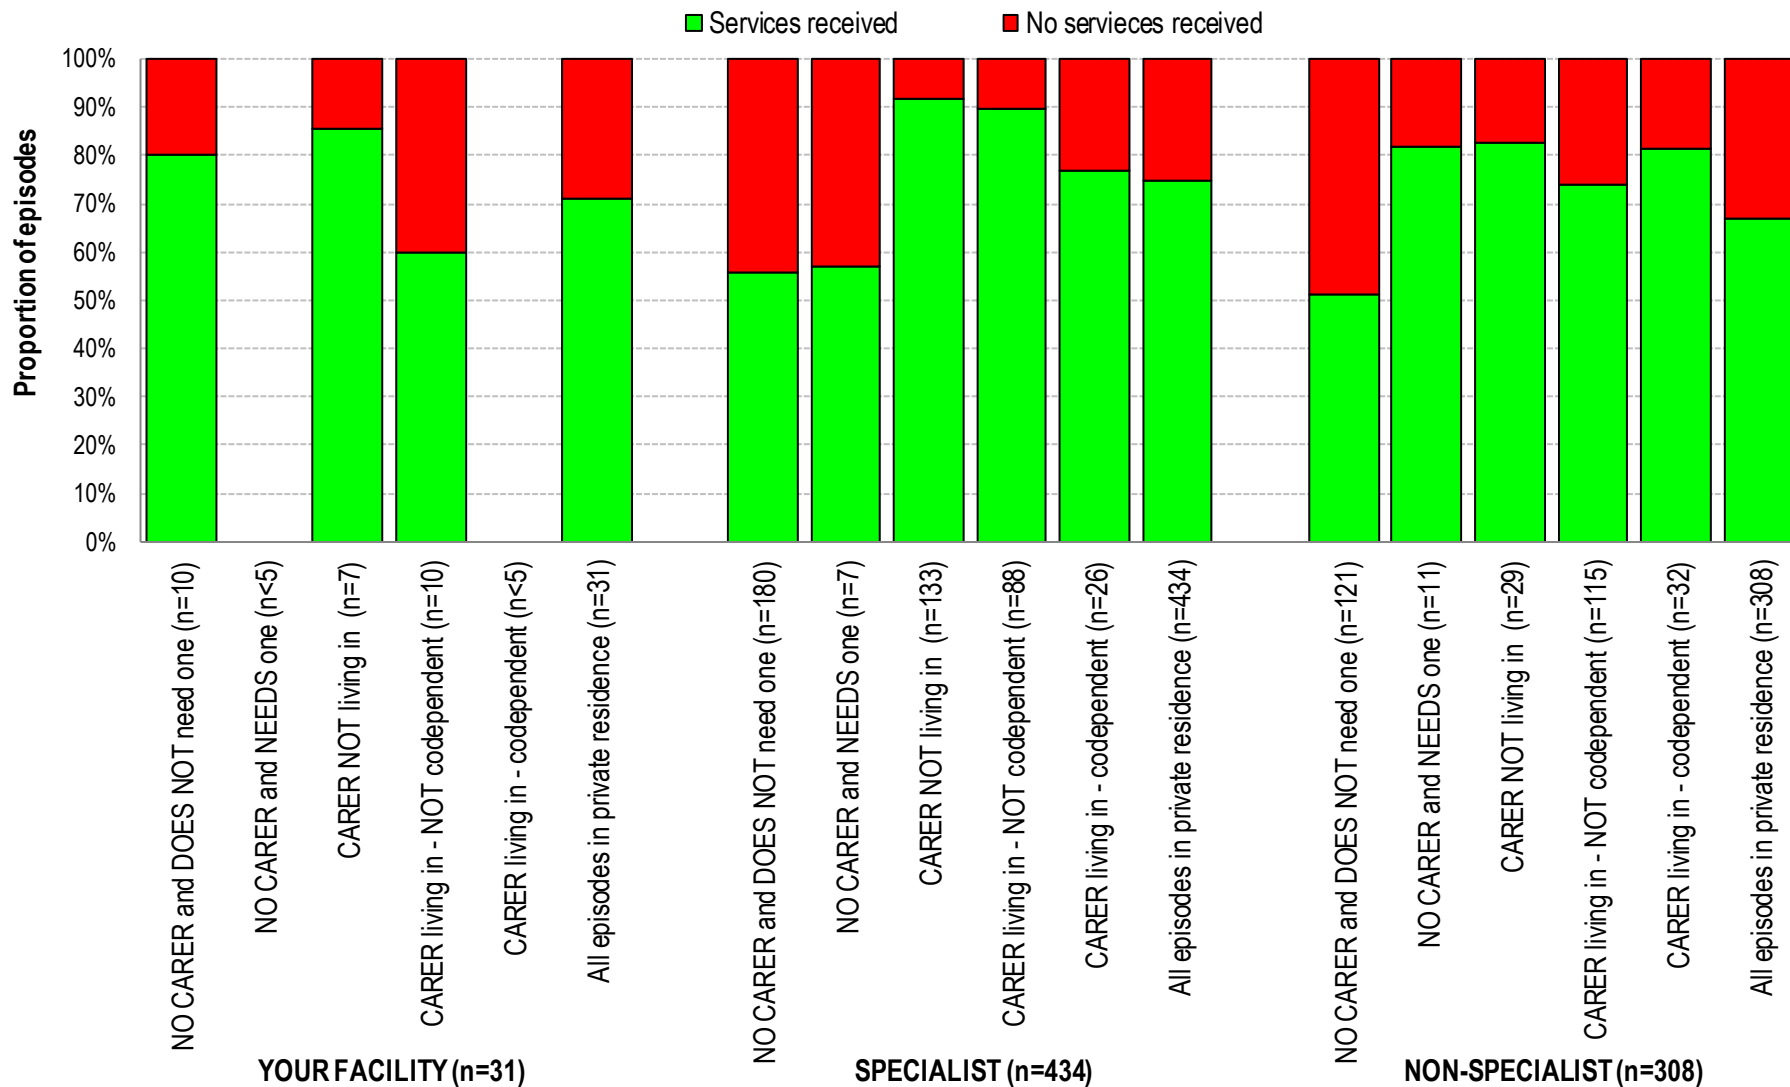 Services received
No servieces received
Proportion of episodes
100%
90%
80%
70%
60%
50%
40%
30%
20%
10%
0%
NO CARER and DOES NOT need one (n=10)
NO CARER and NEEDS one (n<5)
CARER NOT living in (n=7)
CARER living in - NOT codependent (n=10)
CARER living in - codependent (n<5)
All episodes in private residence (n=31)
NO CARER and DOES NOT need one (n=180)
NO CARER and NEEDS one (n=7)
CARER NOT living in (n=133)
CARER living in - NOT codependent (n=88)
CARER living in - codependent (n=26)
All episodes in private residence (n=434)
NO CARER and DOES NOT need one (n=121)
NO CARER and NEEDS one (n=11)
CARER NOT living in (n=29)
CARER living in - NOT codependent (n=115)
CARER living in - codependent (n=32)
All episodes in private residence (n=308)
YOUR FACILITY (n=31)
SPECIALIST (n=434)
NON-SPECIALIST (n=308)